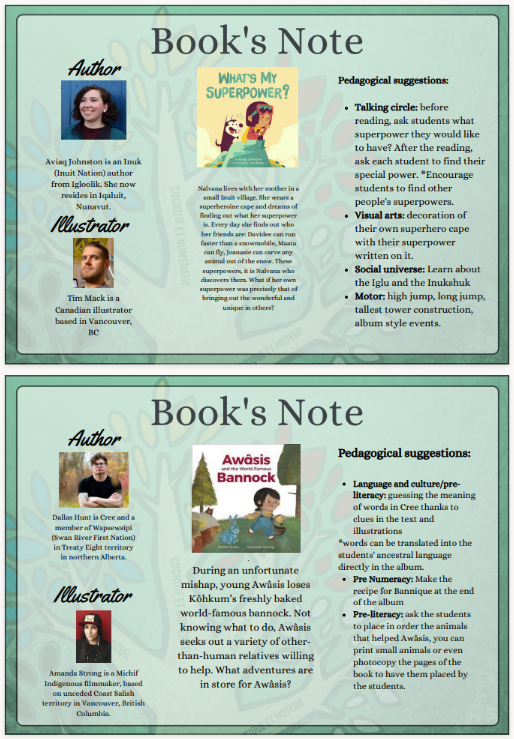 Book's Note
Author
Aviaq Johnston is an Inuk
(Inuit Nation) author
from Igloolik. She now
resides in Iqaluit,
Nunavut.
Illustrator
Tim Mack is a
Canadian illustrator
based in Vancouver,
BC
WHAT'S MY
SUPERPOWER?
Nalvana lives with her mother in a
small Inuit village. She wears a
superheroine cape and dreams of
finding out what her superpower
is. Every day she finds out who
her friends are: Davidee can run
faster than a snowmobile, Maata
can fly, Joanasie can carve any
animal out of the snow. These
superpowers, it is Nalvana who
discovers them. What if her own
superpower was precisely that of
bringing out the wonderful and
unique in others?
Pedagogical suggestions:
• Talking circle: before
reading, ask students what
superpower they would like
to have? After the reading,
ask each student to find their
special power. *Encourage
students to find other
people's superpowers.
• Visual arts: decoration of
their own superhero cape
with their superpower
written on it.
• Social universe: Learn about
the Iglu and the Inukshuk
• Motor: high jump, long jump,
tallest tower construction,
album style events.
Book's Note
Author
Dallas Hunt is Cree and a
member of Wapsewsipi
(Swan River First Nation)
in Treaty Eight territory
in northern Alberta.
Illustrator
Amanda Strong is a Michif
Indigenous filmmaker, based
on unceded Coast Salish
territory in Vancouver, British
Columbia.
Awâsis
and the World-Famous
Bannock
During an unfortunate
mishap, young Awâsis loses
Kôhkum's freshly baked
world-famous bannock. Not
knowing what to do, Awâsis
seeks out a variety of other-
than-human relatives willing
to help. What adventures are
in store for Awâsis?
Pedagogical suggestions:
• Language and culture/pre-
literacy: guessing the meaning
of words in Cree thanks to
clues in the text and
illustrations
*words can be translated into the
students' ancestral language
directly in the album.
• Pre Numeracy: Make the
recipe for Bannique at the end
of the album
• Pre-literacy: ask the students
to place in order the animals
that helped Awâsis, you can
print small animals or even
photocopy the pages of the
book to have them placed by
the students.